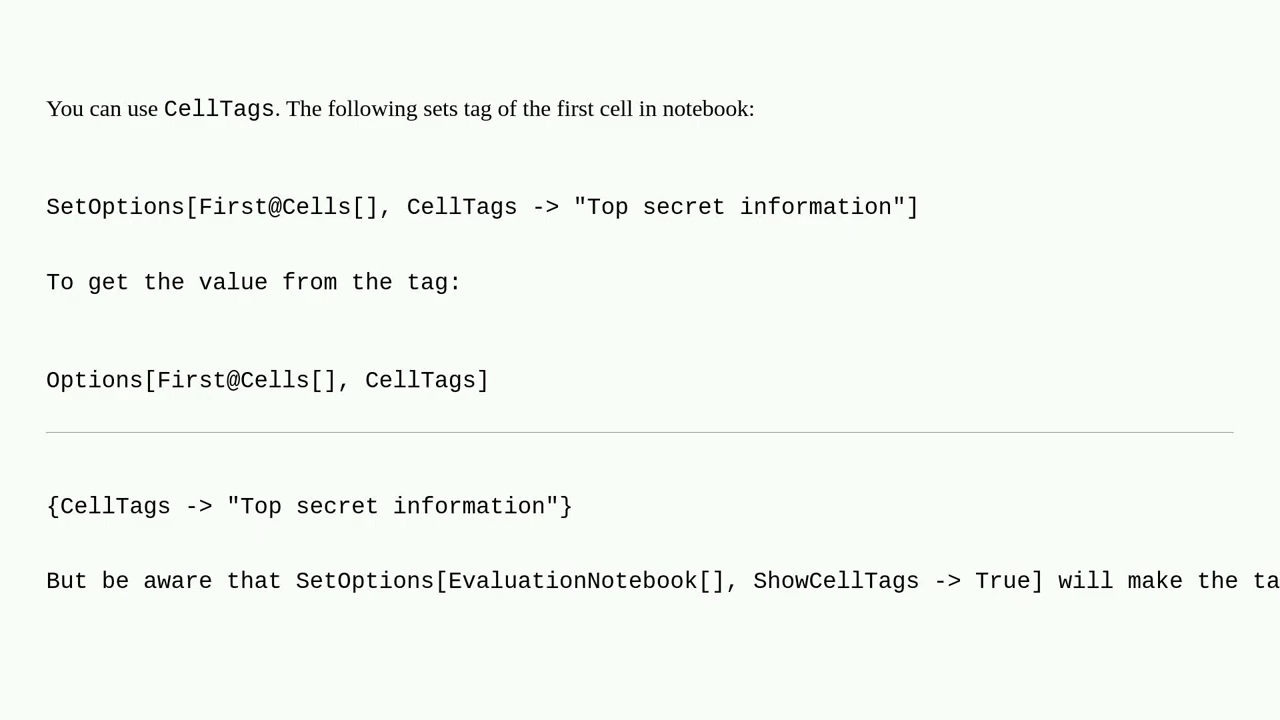 You can use CellTags. The following sets tag of the first cell in notebook:
SetOptions[First@Cells[], CellTags -> "Top secret information"]
To get the value from the tag:
Options[First@Cells[], CellTags]
{CellTags -> "Top secret information"}
But be aware that SetOptions[EvaluationNotebook[], ShowCellTags -> True] will make the